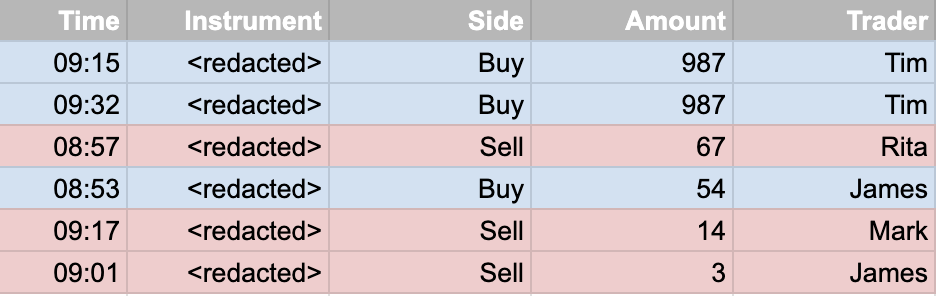 Time Instrument Side Amount Trader
09:15 <redacted> Buy 987 Tim
09:32 <redacted> Buy 987 Tim
08:57 <redacted> Sell 67 Rita
08:53 <redacted> Buy 54 James
09:17 <redacted> Sell 14 Mark
09:01 <redacted> Sell 3 James